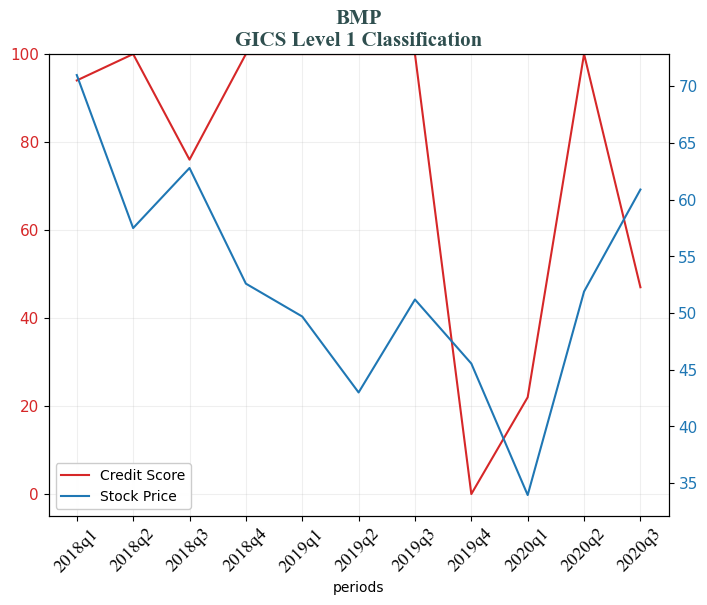 BMP
GICS Level 1 Classification
100
80
60
40
20
0
70
65
60
55
50
45
40
35
Credit Score
Stock Price
2018q1
2018q2
2018q3
2018q4
2019q1
2019q2
2019q3
2019q4
2020q1
2020q2
2020q3
periods